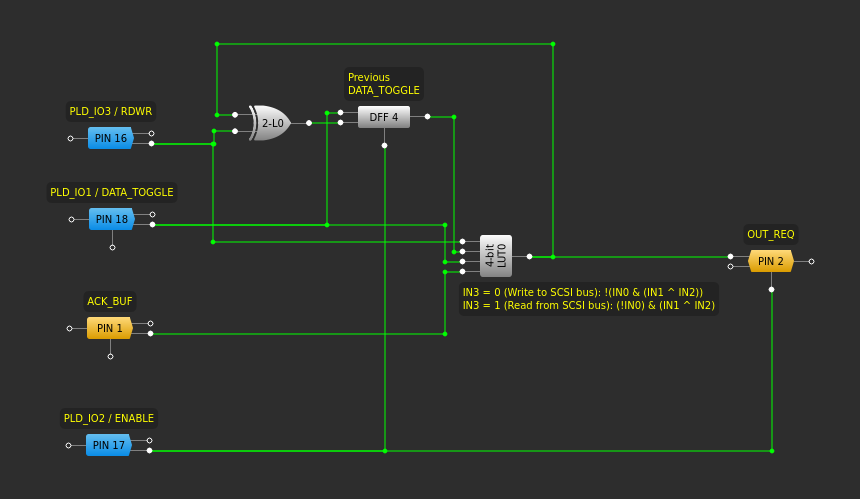 Previous
DATA_TOGGLE
PLD_IO3 / RDWR
2-L0
DFF 4
PIN 16
PLD_IO1 / DATA_TOGGLE
PIN 18
OUT_REQ
4-bit
LUT0
PIN 2
IN3 = 0 (Write to SCSI bus): !(IN0 & (IN1 ^ IN2))
IN3 = 1 (Read from SCSI bus): (!IN0) & (IN1 ^ IN2)
ACK_BUF
PIN 1
PLD_IO2 / ENABLE
PIN 17